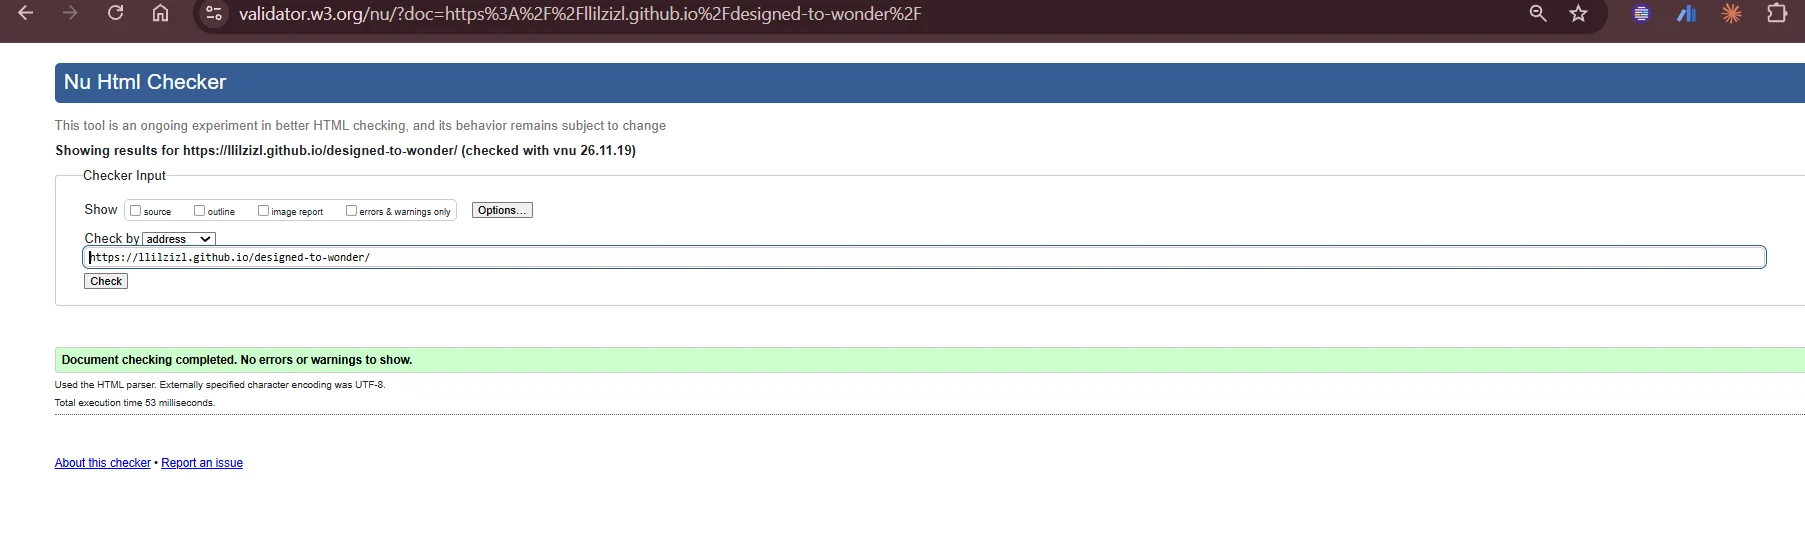 validator.w3.org/nu/?doc=https%3A%2F%2Fllilzizl.github.io%2Fdesigned-to-wonder%2F
Nu Html Checker
This tool is an ongoing experiment in better HTML checking, and its behavior remains subject to change
Showing results for https://llilzizl.github.io/designed-to-wonder/ (checked with vnu 26.11.19)
Checker Input
Show source outline image report errors & warnings only Options...
Check by address
https://llilzizl.github.io/designed-to-wonder/
Check
Document checking completed. No errors or warnings to show.
Used the HTML parser. Externally specified character encoding was UTF-8.
Total execution time 53 milliseconds.
About this checker • Report an issue